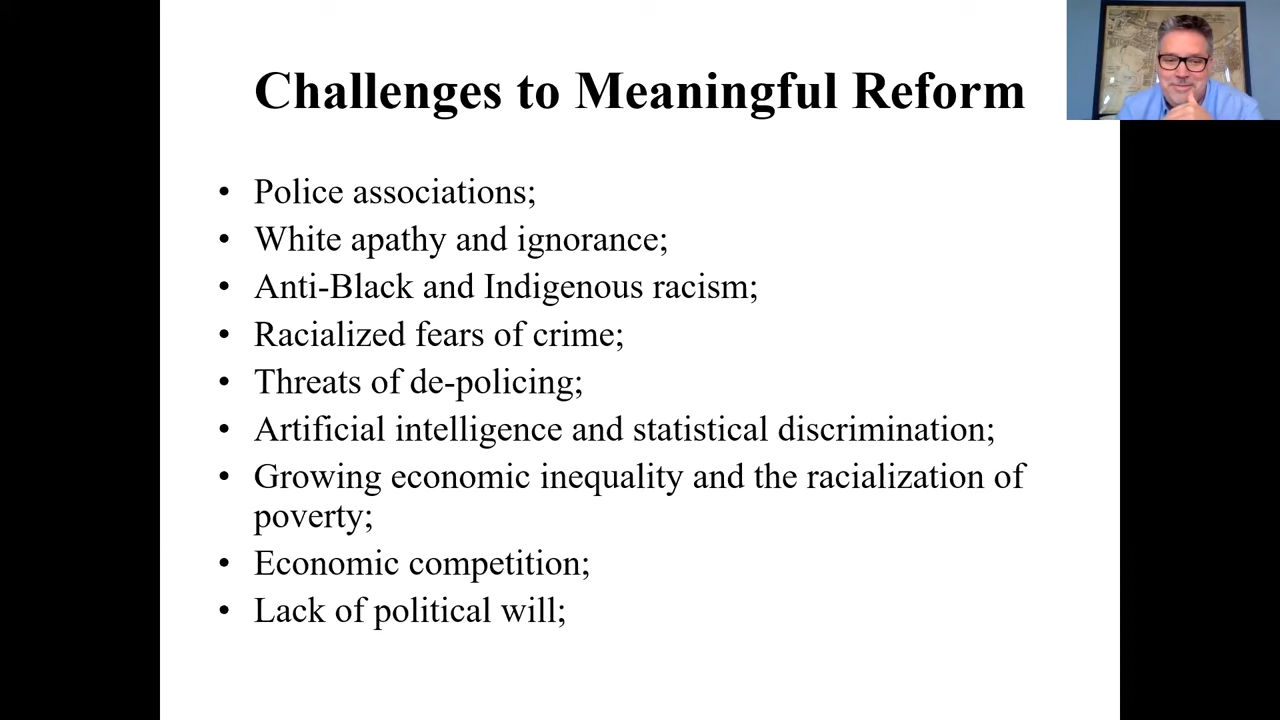 Challenges to Meaningful Reform
• Police associations;
• White apathy and ignorance;
• Anti-Black and Indigenous racism;
• Racialized fears of crime;
• Threats of de-policing;
• Artificial intelligence and statistical discrimination;
• Growing economic inequality and the racialization of
poverty;
• Economic competition;
• Lack of political will;